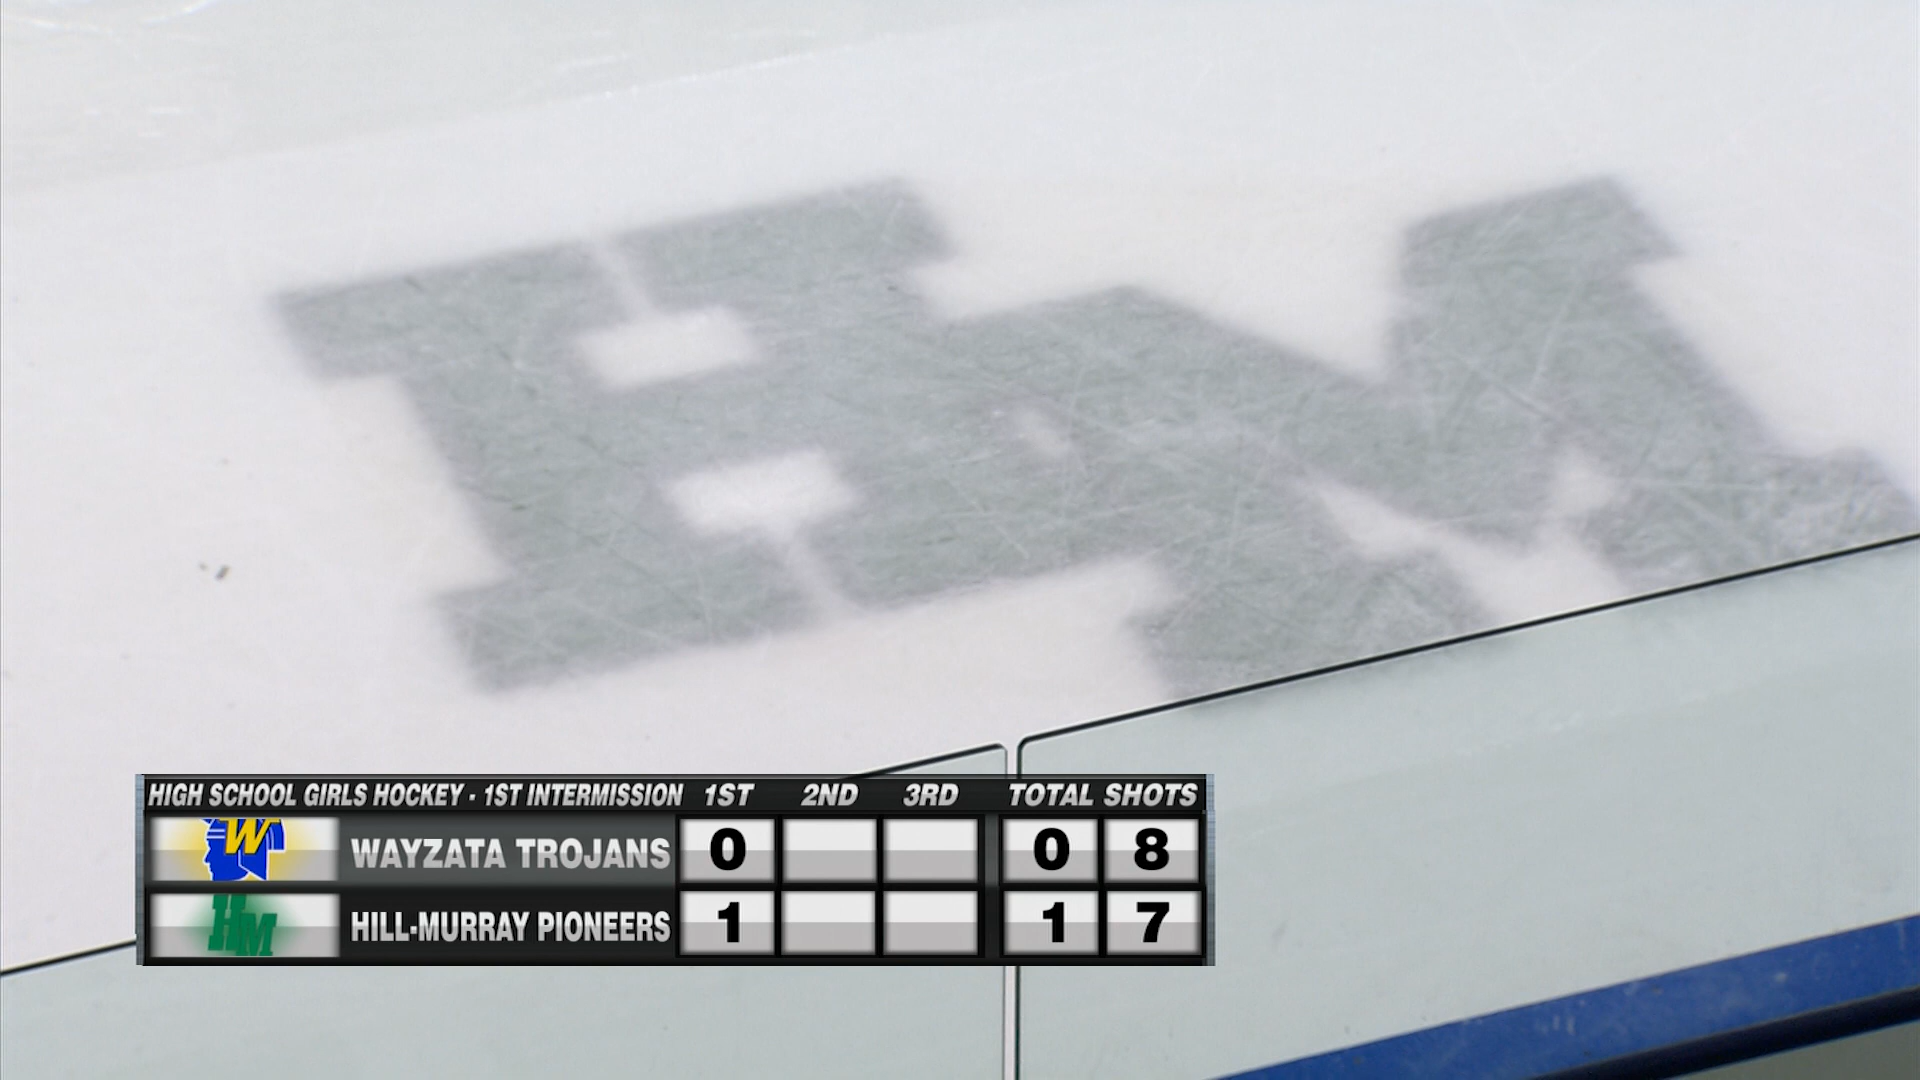 HM
HIGH SCHOOL GIRLS HOCKEY · 1ST INTERMISSION 1ST 2ND 3RD TOTAL SHOTS
W WAYZATA TROJANS 0 0 8
HM HILL-MURRAY PIONEERS 1 1 7